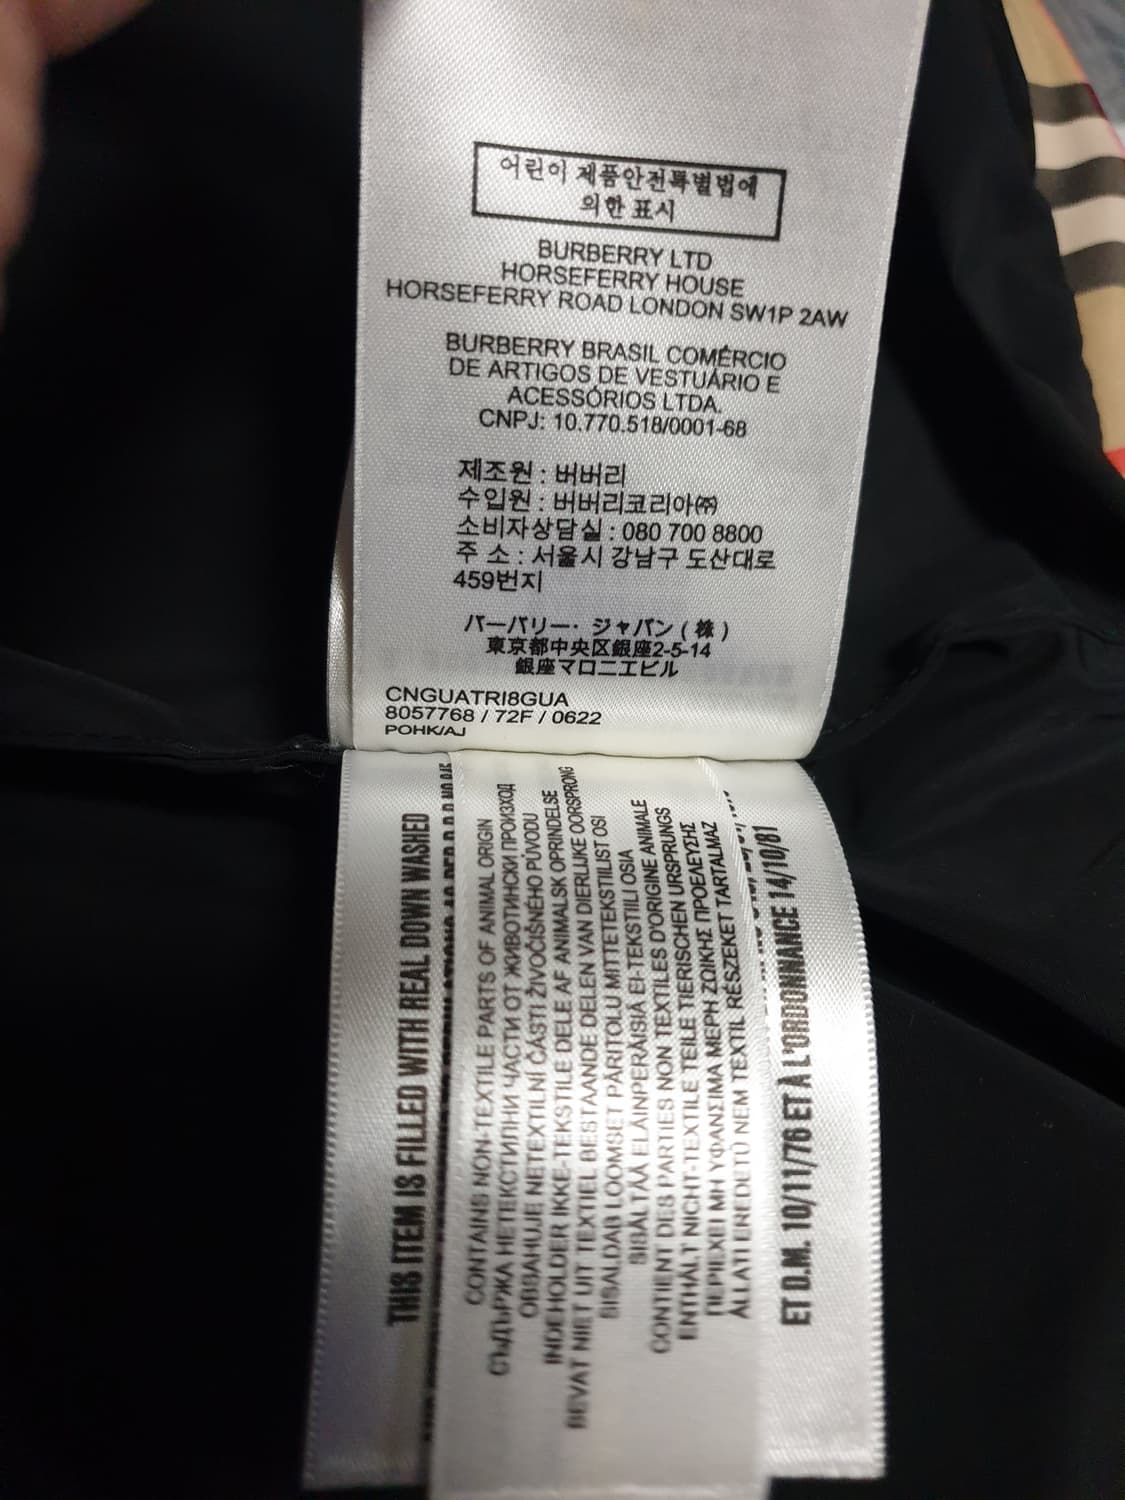 어린이 제품안전특별법에
의한 표시
BURBERRY LTD
HORSEFERRY HOUSE
HORSEFERRY ROAD LONDON SW1P 2AW
BURBERRY BRASIL COMÉRCIO
DE ARTIGOS DE VESTUÁRIO E
ACESSÓRIOS LTDA.
CNPJ: 10.770.518/0001-68
제조원 : 버버리
수입원 : 버버리코리아㈜
소비자상담실 : 080 700 8800
주 소 : 서울시 강남구 도산대로
459번지
バーバリー・ジャパン ( 株 )
東京都中央区銀座2-5-14
銀座マロニエビル
CNGUATRI8GUA
8057768 / 72F / 0622
POHK/AJ
THIS ITEM IS FILLED WITH REAL DOWN WASHED
CONTAINS NON-TEXTILE PARTS OF ANIMAL ORIGIN
СЪДЪРЖА НЕТЕКСТИЛНИ ЧАСТИ ОТ ЖИВОТИНСКИ ПРОИЗХОД
OBSAHUJE NETEXTILNÍ ČÁSTI ŽIVOČIŠNÉHO PŮVODU
INDEHOLDER IKKE-TEKSTILE DELE AF ANIMALSK OPRINDELSE
BEVAT NIET UIT TEXTIEL BESTAANDE DELEN VAN DIERLIJKE OORSPRONG
SISALDAB LOOMSET PÄRITOLU MITTETEKSTIILIST OSI
SISÄLTÄÄ ELÄINPERÄISIÄ EI-TEKSTIILI OSIA
CONTIENT DES PARTIES NON TEXTILES D'ORIGINE ANIMALE
ENTHÄLT NICHT-TEXTILE TEILE TIERISCHEN URSPRUNGS
ΠΕΡΙΕΧΕΙ ΜΗ ΥΦΑΝΣΙΜΑ ΜΕΡΗ ΖΩΙΚΗΣ ΠΡΟΕΛΕΥΣΗΣ
ÁLLATI EREDETŰ NEM TEXTIL RÉSZEKET TARTALMAZ
ET D.M. 10/11/76 ET À L'ORDONNANCE 14/10/81